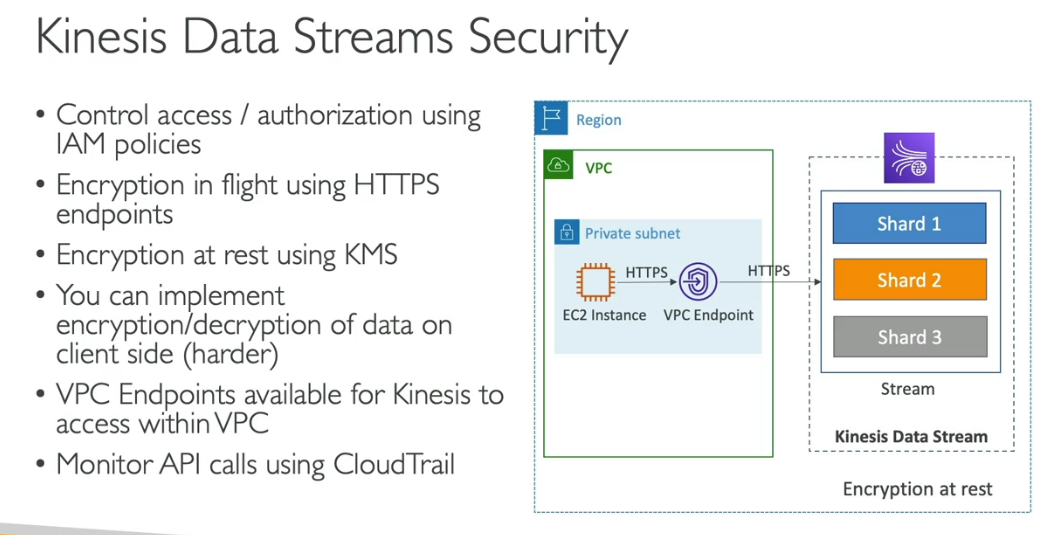 Kinesis Data Streams Security
• Control access / authorization using
IAM policies
• Encryption in flight using HTTPS
endpoints
• Encryption at rest using KMS
• You can implement
encryption/decryption of data on
client side (harder)
• VPC Endpoints available for Kinesis to
access within VPC
• Monitor API calls using CloudTrail
Region
VPC
Private subnet
HTTPS
HTTPS
EC2 Instance
VPC Endpoint
Shard 1
Shard 2
Shard 3
Stream
Kinesis Data Stream
Encryption at rest